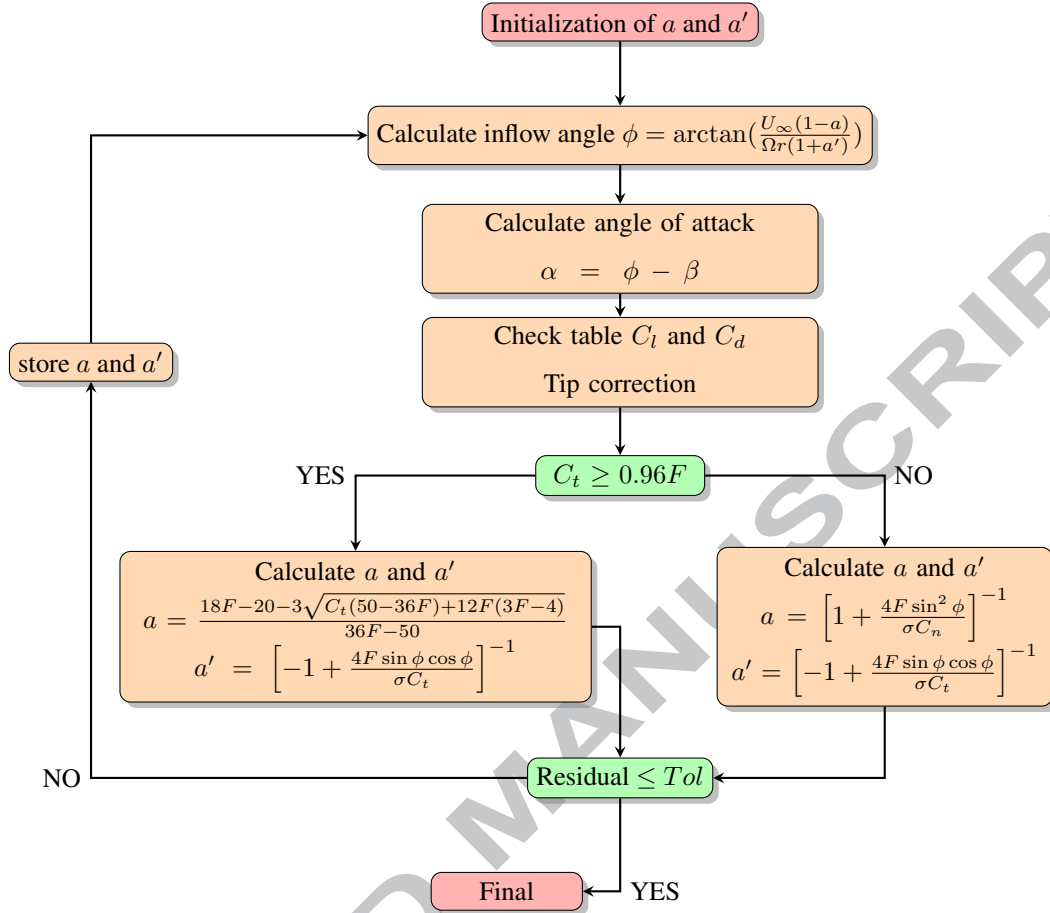 Initialization of a and a′
Calculate inflow angle ϕ = arctan(U∞(1−a)/Ωr(1+a′))
Calculate angle of attack
α = ϕ − β
Check table Cl and Cd
Tip correction
store a and a′
YES
Ct ≥ 0.96F
NO
Calculate a and a′
a = (18F−20−3√(Ct(50−36F)+12F(3F−4)))/(36F−50)
a′ = [−1 + (4F sin ϕ cos ϕ)/(σCt)]^−1
Calculate a and a′
a = [1 + (4F sin² ϕ)/(σCn)]^−1
a′ = [−1 + (4F sin ϕ cos ϕ)/(σCt)]^−1
NO
Residual ≤ Tol
Final
YES
MANUSCRIP